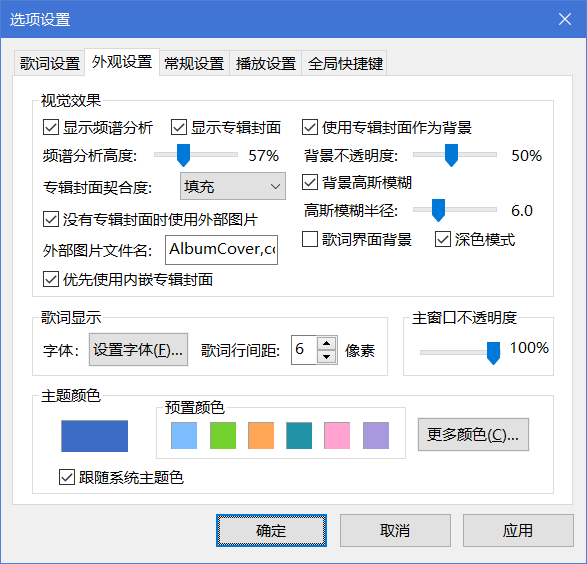 选项设置
歌词设置 外观设置 常规设置 播放设置 全局快捷键
视觉效果
显示频谱分析 显示专辑封面 使用专辑封面作为背景
频谱分析高度: 57% 背景不透明度: 50%
专辑封面契合度: 填充 背景高斯模糊
没有专辑封面时使用外部图片 高斯模糊半径: 6.0
外部图片文件名: AlbumCover,co 歌词界面背景 深色模式
优先使用内嵌专辑封面
歌词显示 主窗口不透明度
字体: 设置字体(F)... 歌词行间距: 6 像素 100%
主题颜色
预置颜色
更多颜色(C)...
跟随系统主题色
确定 取消 应用